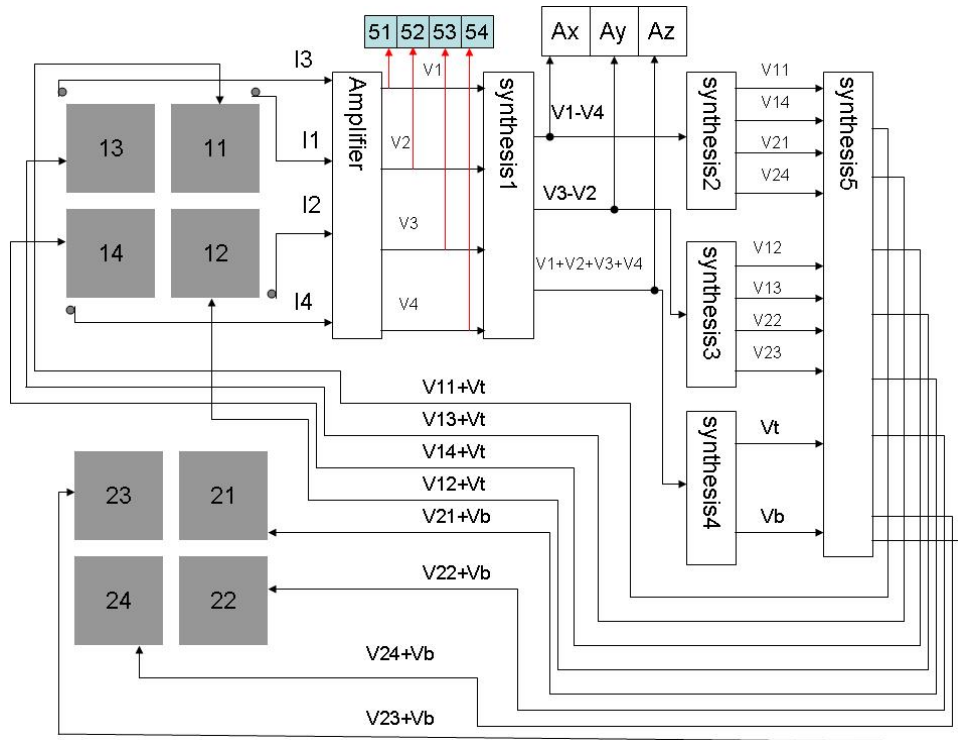 51 52 53 54
Ax Ay Az
I3
V1
V11
13 11
I1
Amplifier
synthesis1
V1-V4
synthesis2
V14
synthesis5
V2
V21
V24
14 12
I2
V3-V2
V3
V12
I4
V4
V1+V2+V3+V4
synthesis3
V13
V22
V23
V11+Vt
V13+Vt
V14+Vt
V12+Vt
V21+Vb
synthesis4
Vt
Vb
23 21
24 22
V22+Vb
V24+Vb
V23+Vb